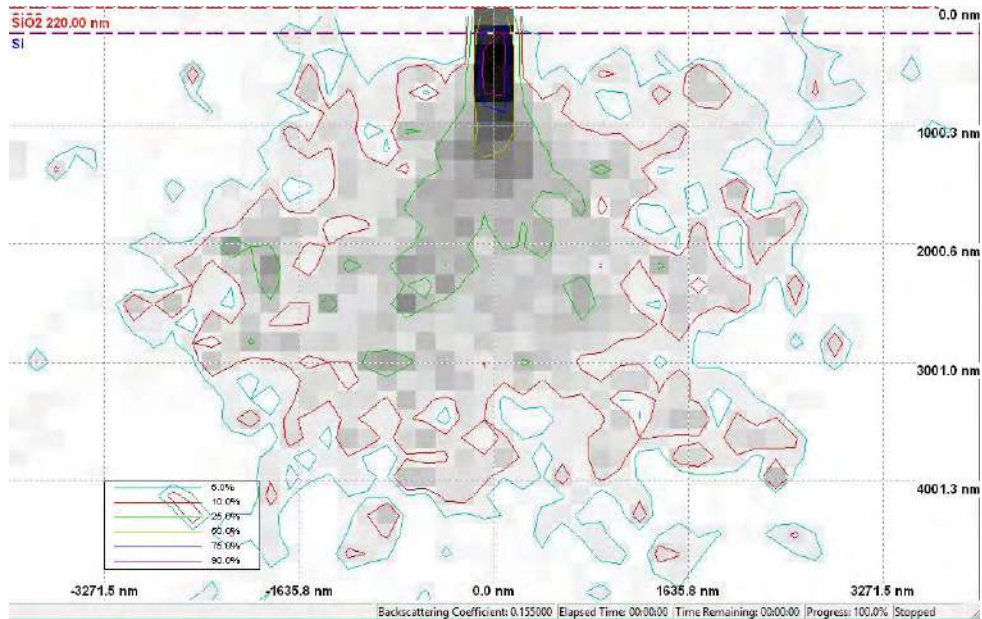 SiO2 220.00 nm
Si
0.0 nm
1000.3 nm
2000.6 nm
3001.0 nm
4001.3 nm
5.0%
10.0%
25.0%
50.0%
75.0%
90.0%
-3271.5 nm -1635.8 nm 0.0 nm 1635.8 nm 3271.5 nm
Backscattering Coefficient: 0.155000 Elapsed Time: 00:00:00 Time Remaining: 00:00:00 Progress: 100.0% Stopped